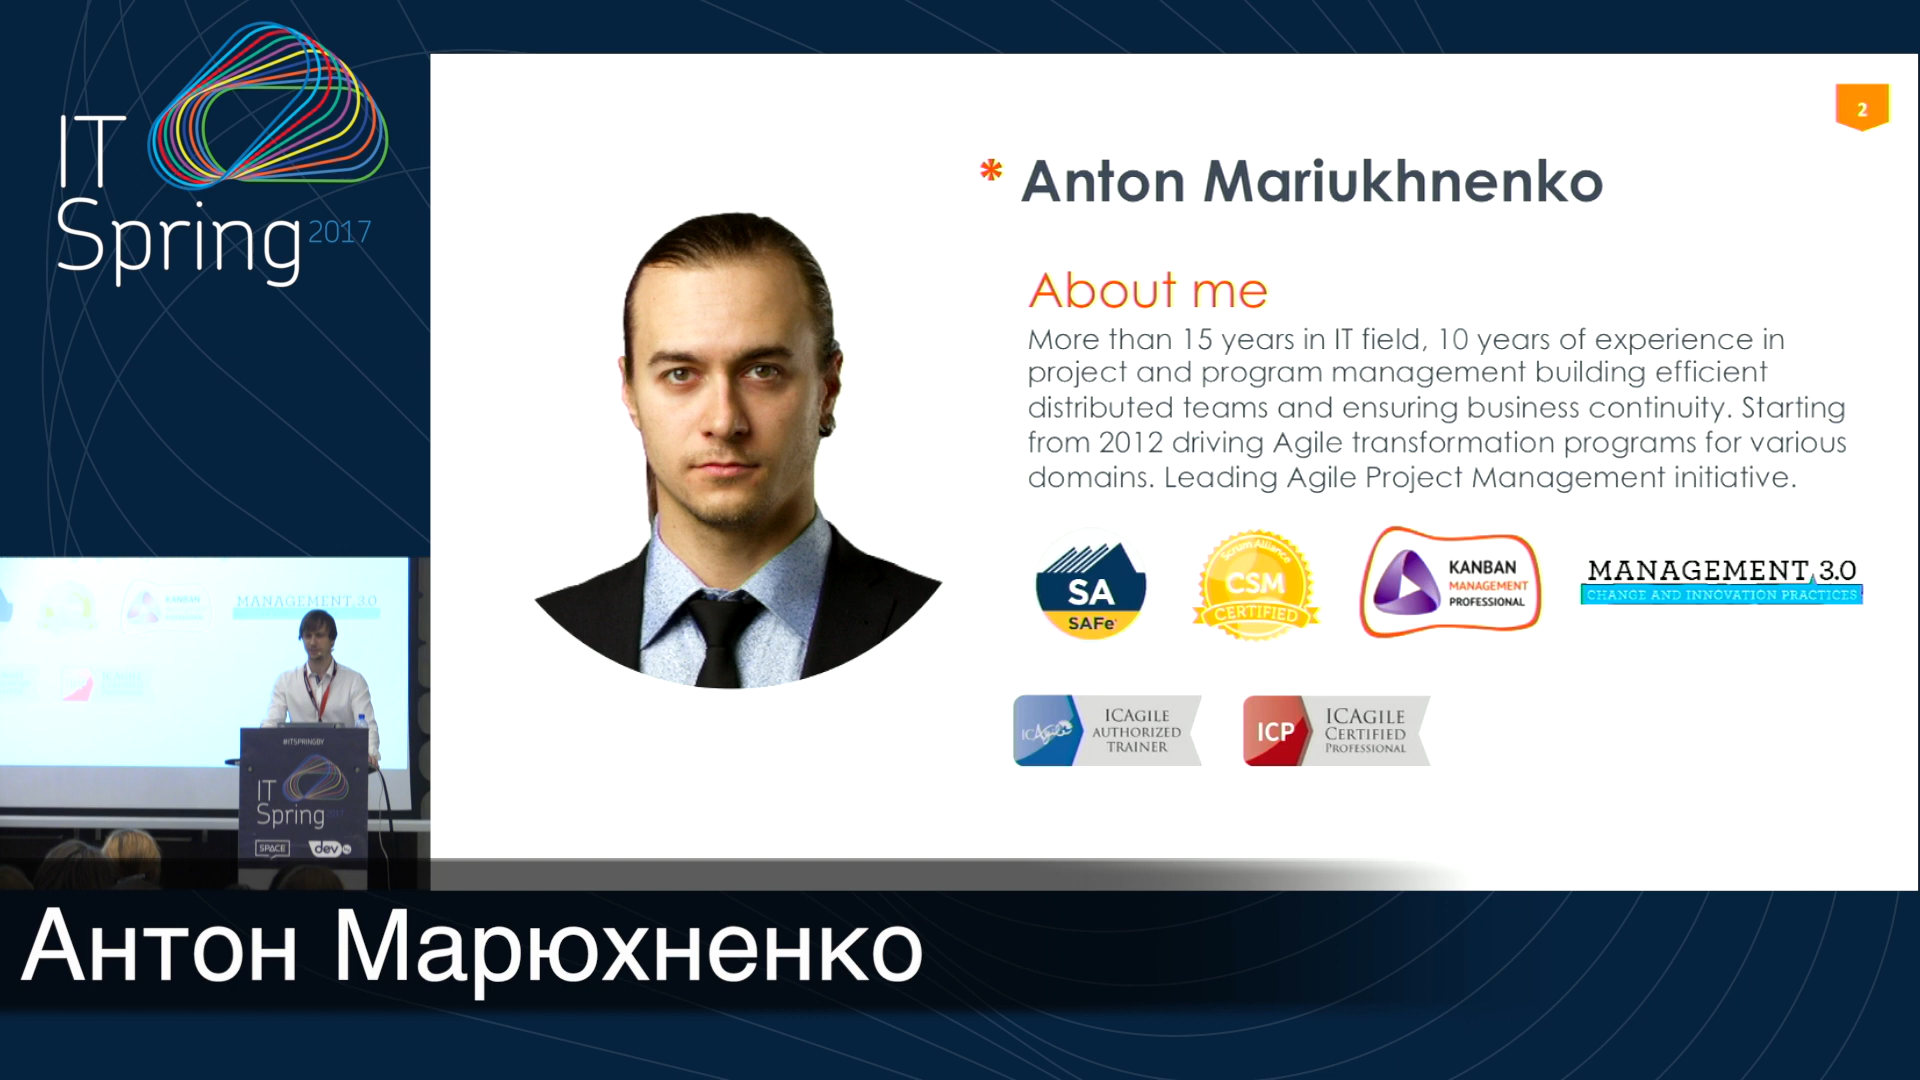 IT
Spring 2017
2
* Anton Mariukhnenko
About me
More than 15 years in IT field, 10 years of experience in
project and program management building efficient
distributed teams and ensuring business continuity. Starting
from 2012 driving Agile transformation programs for various
domains. Leading Agile Project Management initiative.
SA
SAFe
Scrum Alliance
CSM
CERTIFIED
KANBAN
MANAGEMENT
PROFESSIONAL
MANAGEMENT 3.0
CHANGE AND INNOVATION PRACTICES
ICAgile
ICAGILE
AUTHORIZED
TRAINER
ICP
ICAGILE
CERTIFIED
PROFESSIONAL
KANBAN
MANAGEMENT 3.0
#ITSPRINGBY
IT
Spring 2017
SPACE
dev
Антон Марюхненко